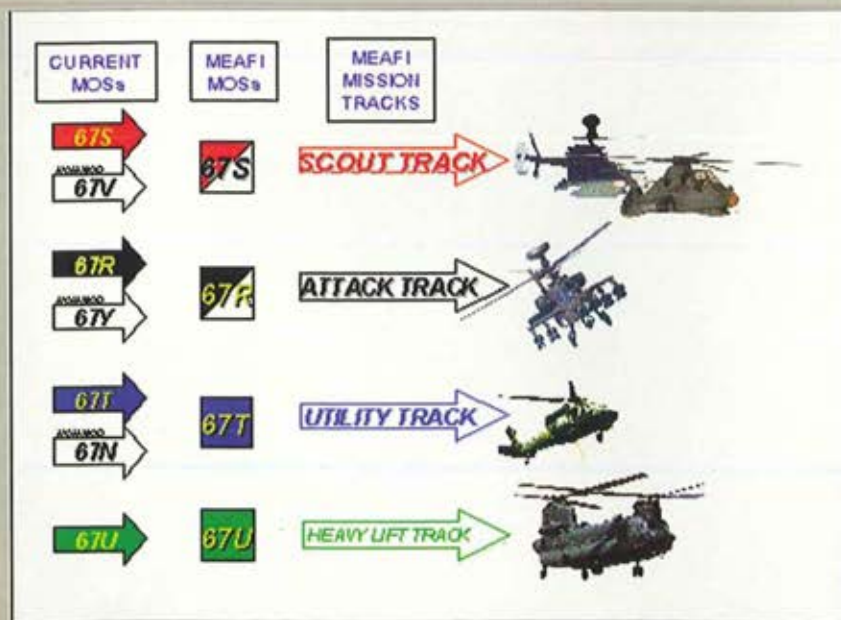 CURRENT
MOSs
MEAFI
MOSs
MEAFI
MISSION
TRACKS
67S
67V
67S
SCOUT TRACK
67R
67Y
67R
ATTACK TRACK
67T
67N
67T
UTILITY TRACK
67U
67U
HEAVY LIFT TRACK